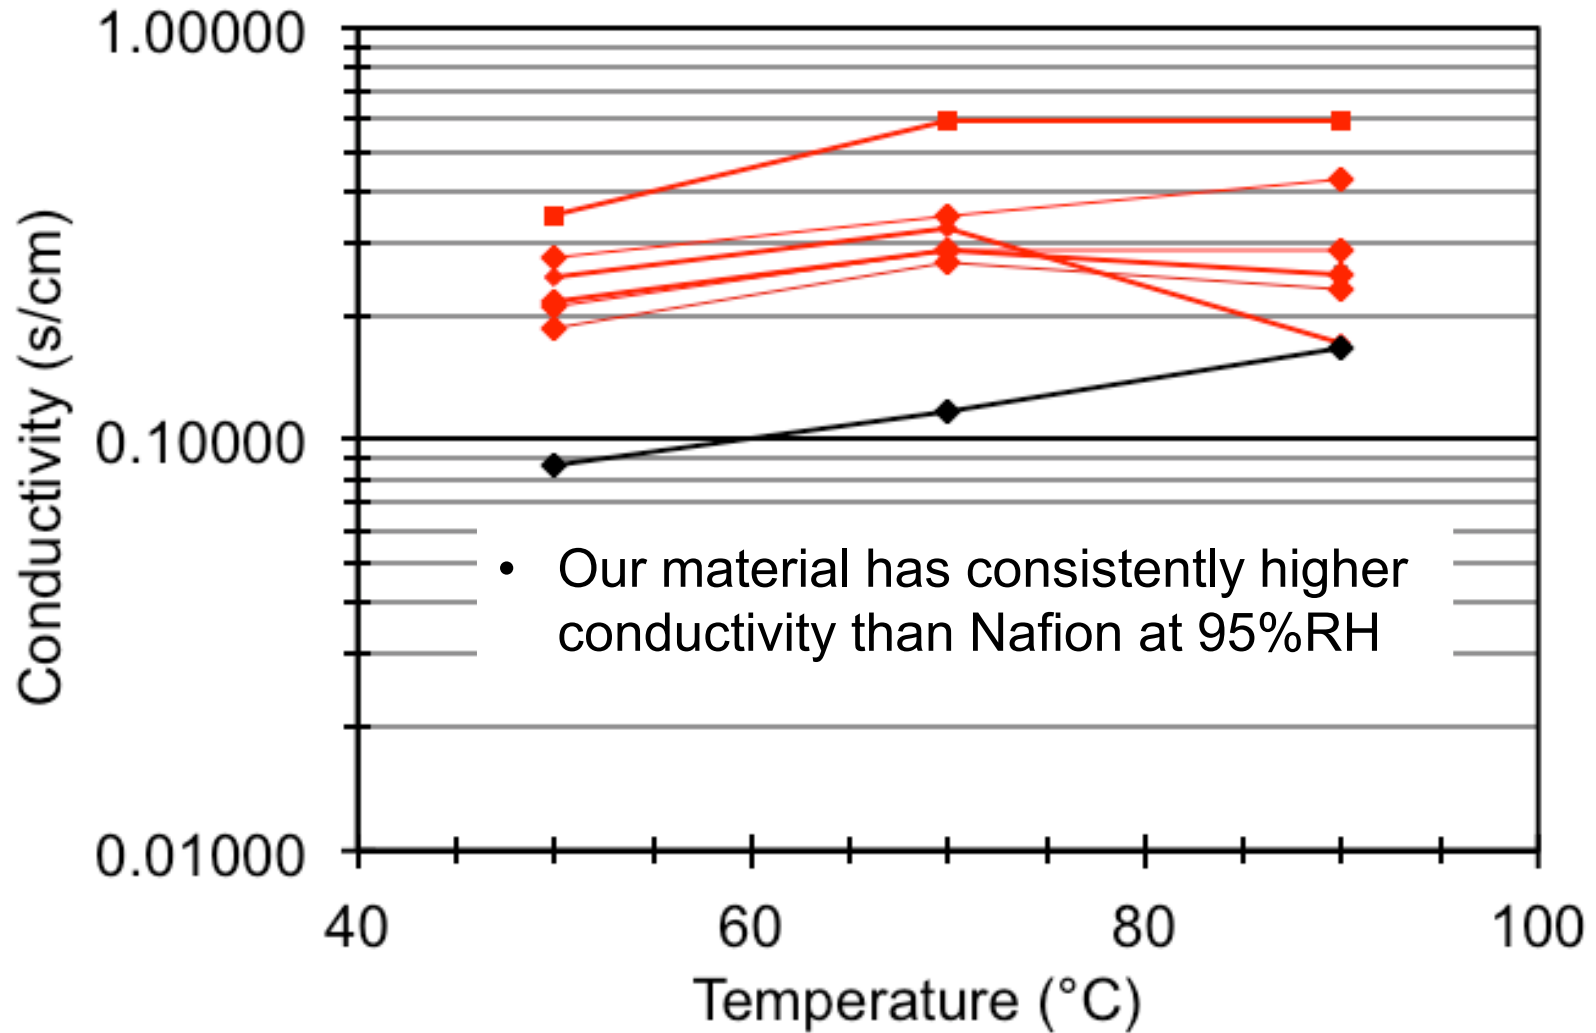 1.00000
0.10000
0.01000
Conductivity (s/cm)
• Our material has consistently higher
conductivity than Nafion at 95%RH
40 60 80 100
Temperature (°C)